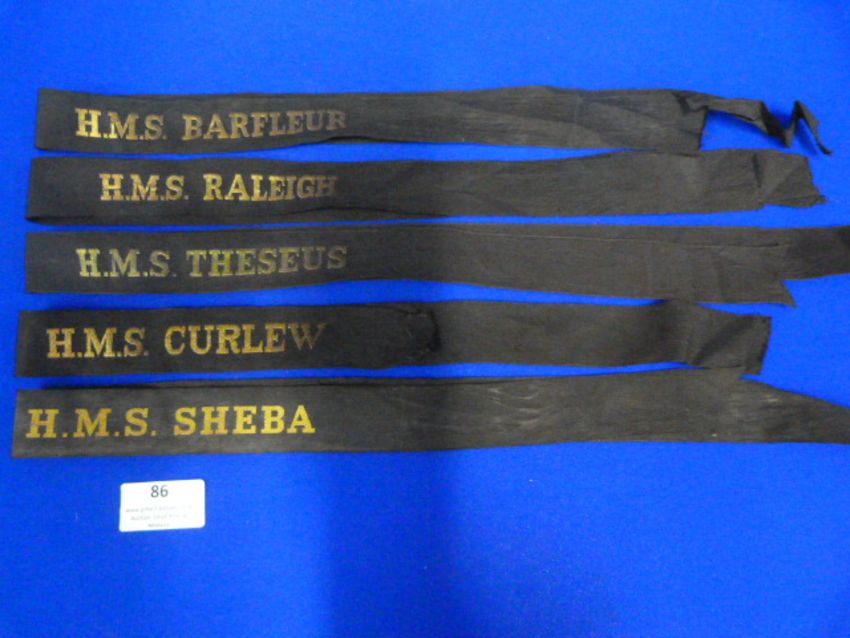 H.M.S. BARFLEUR
H.M.S. RALEIGH
H.M.S. THESEUS
H.M.S. CURLEW
H.M.S. SHEBA
86